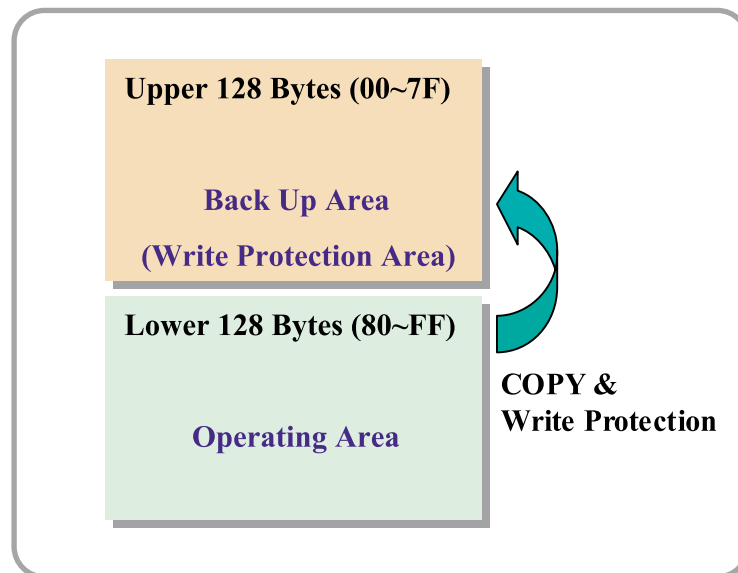 Upper 128 Bytes (00~7F)
Back Up Area
(Write Protection Area)
Lower 128 Bytes (80~FF)
Operating Area
COPY &
Write Protection